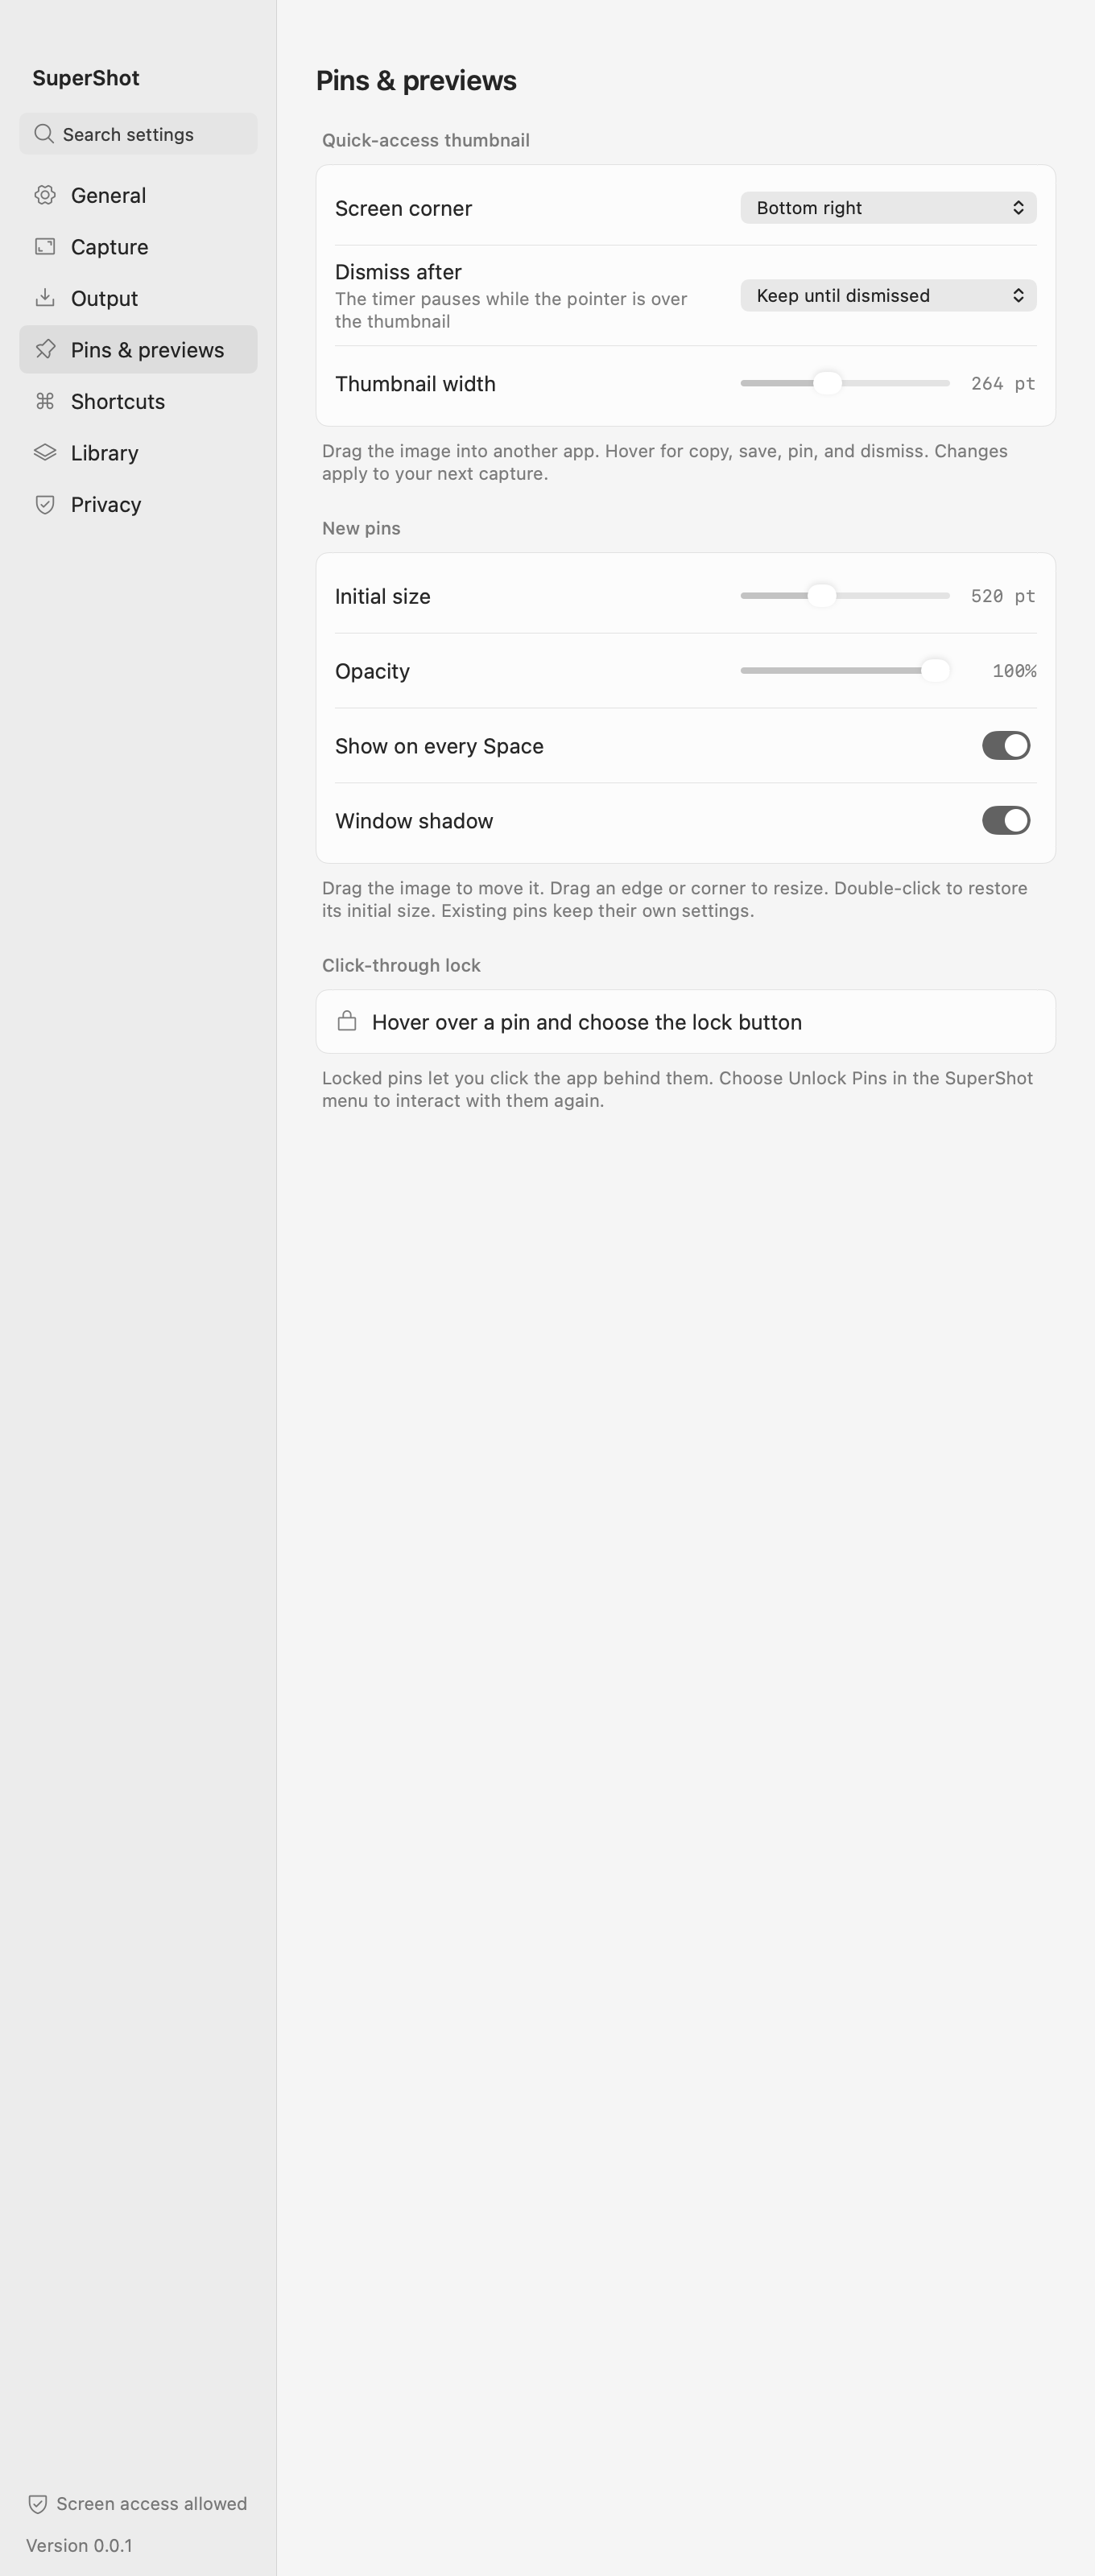 SuperShot
Search settings
General
Capture
Output
Pins & previews
Shortcuts
Library
Privacy
Screen access allowed
Version 0.0.1
Pins & previews
Quick-access thumbnail
Screen corner
Bottom right
Dismiss after
The timer pauses while the pointer is over
the thumbnail
Keep until dismissed
Thumbnail width
264 pt
Drag the image into another app. Hover for copy, save, pin, and dismiss. Changes
apply to your next capture.
New pins
Initial size
520 pt
Opacity
100%
Show on every Space
Window shadow
Drag the image to move it. Drag an edge or corner to resize. Double-click to restore
its initial size. Existing pins keep their own settings.
Click-through lock
Hover over a pin and choose the lock button
Locked pins let you click the app behind them. Choose Unlock Pins in the SuperShot
menu to interact with them again.